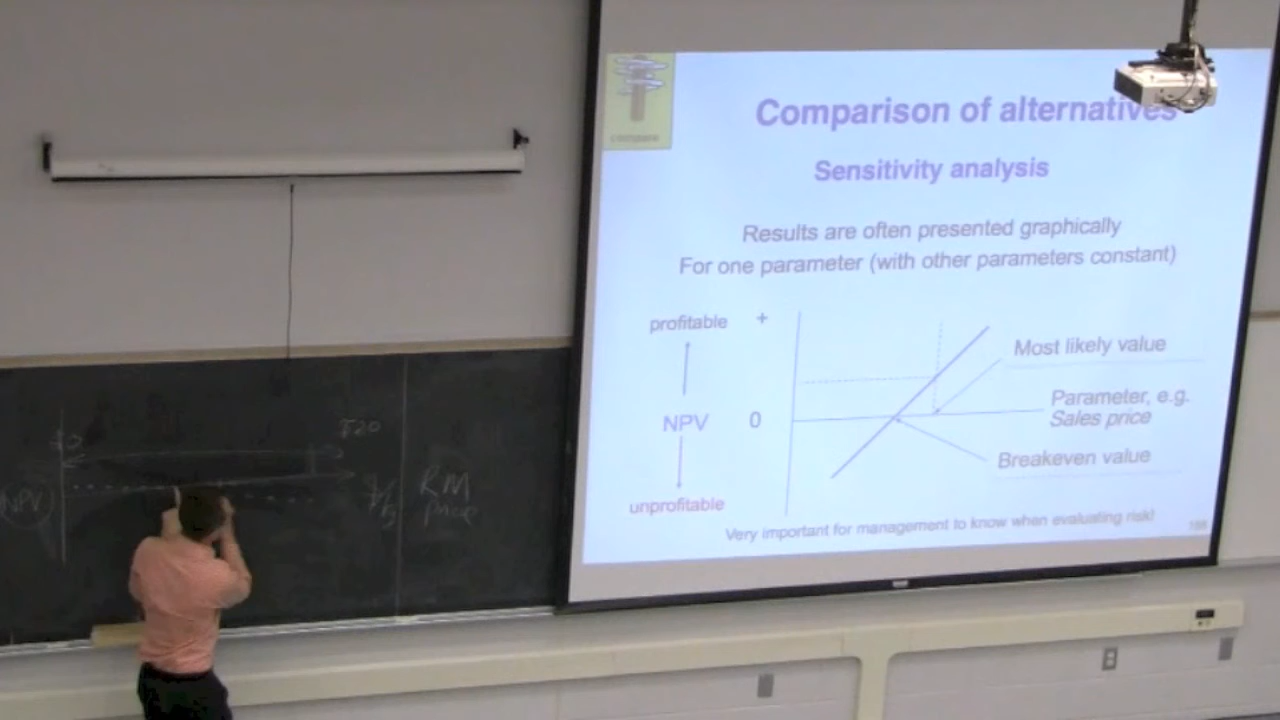 compare
Comparison of alternatives
Sensitivity analysis
Results are often presented graphically
For one parameter (with other parameters constant)
profitable +
Most likely value
Parameter, e.g.
Sales price
NPV 0
Breakeven value
unprofitable
Very important for management to know when evaluating risk!
NPV
RM
price